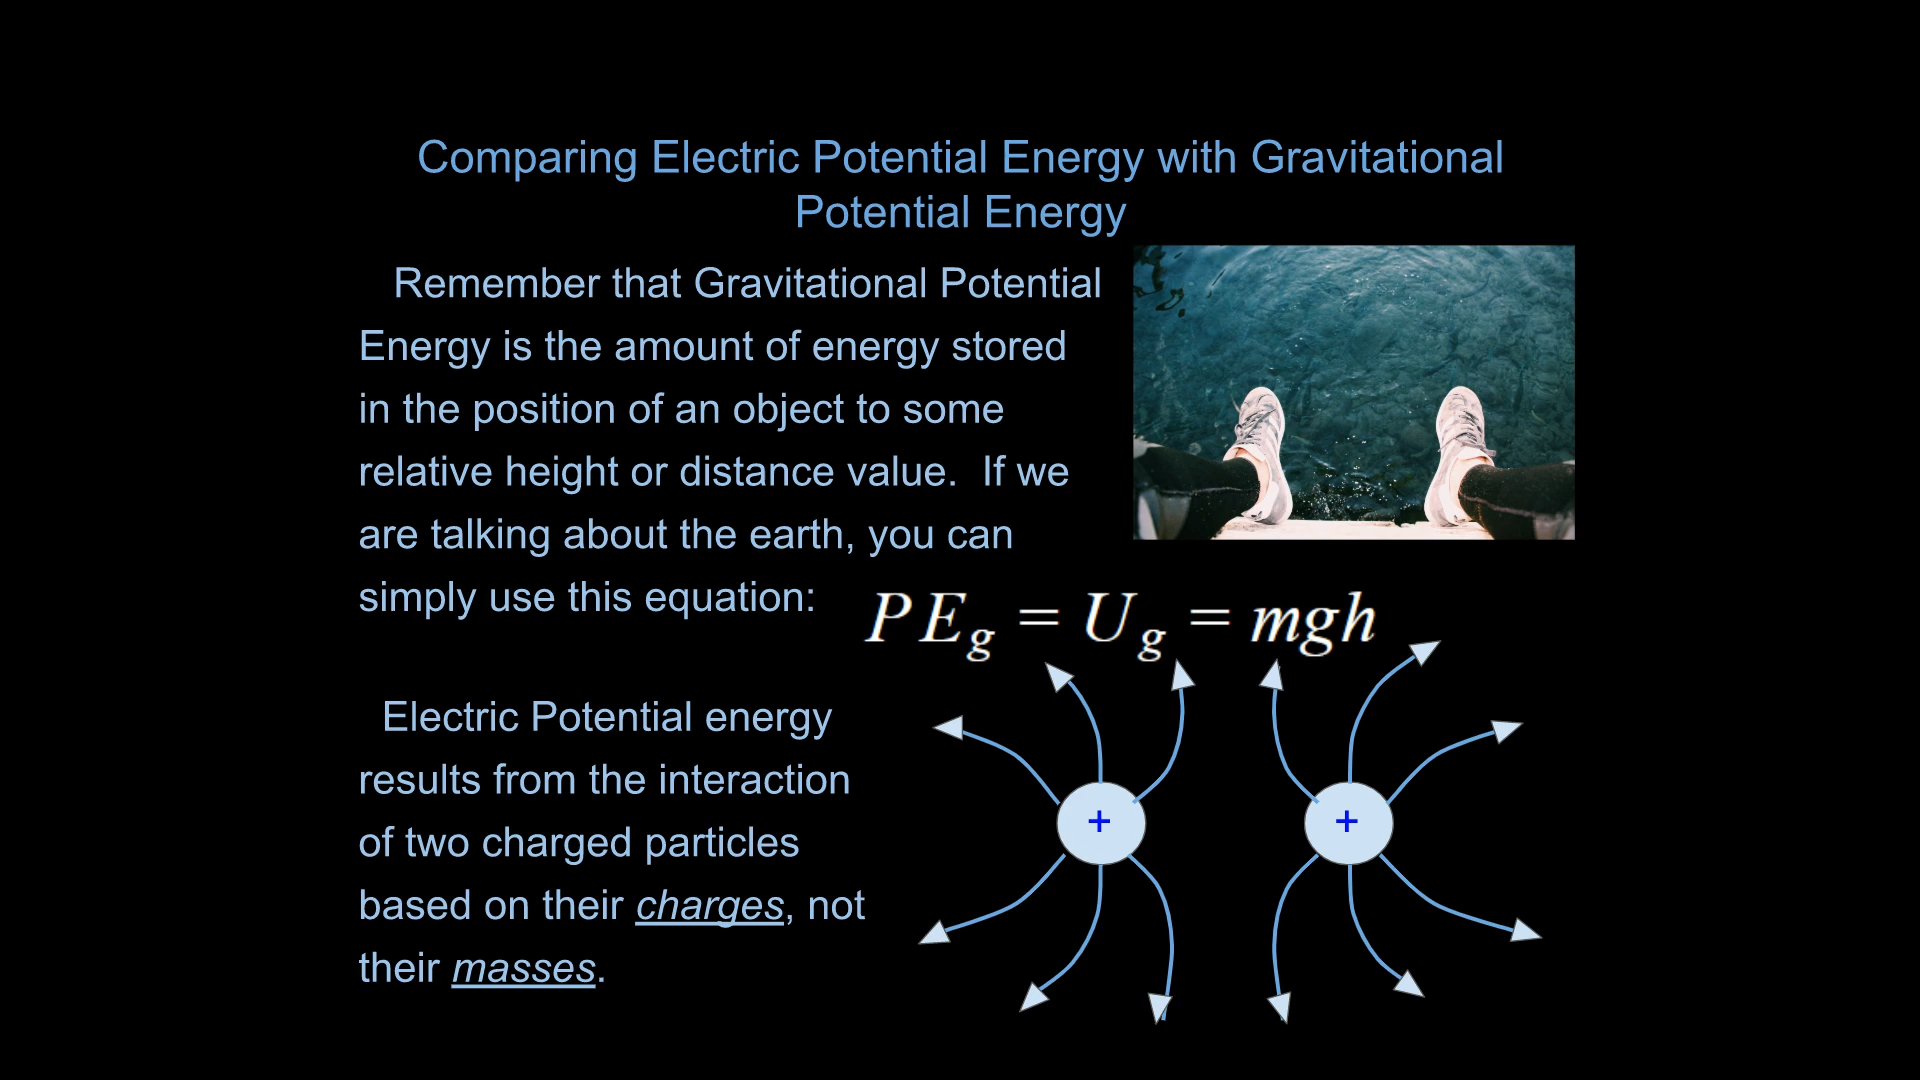 Comparing Electric Potential Energy with Gravitational
Potential Energy
Remember that Gravitational Potential
Energy is the amount of energy stored
in the position of an object to some
relative height or distance value.  If we
are talking about the earth, you can
simply use this equation:
PE_g = U_g = mgh
Electric Potential energy
results from the interaction
of two charged particles
based on their charges, not
their masses.
+
+